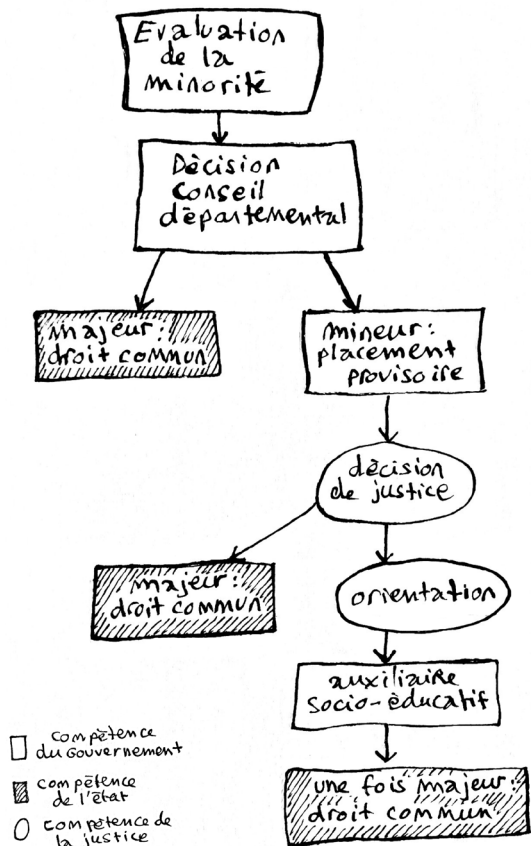 Evaluation
de la
minorité
Décision
Conseil
départemental
majeur:
droit commun
mineur:
placement
provisoire
décision
de justice
majeur:
droit commun
orientation
auxiliaire
socio-éducatif
une fois majeur:
droit commun
compétence
du Gouvernement
compétence
de l'état
compétence de
la justice